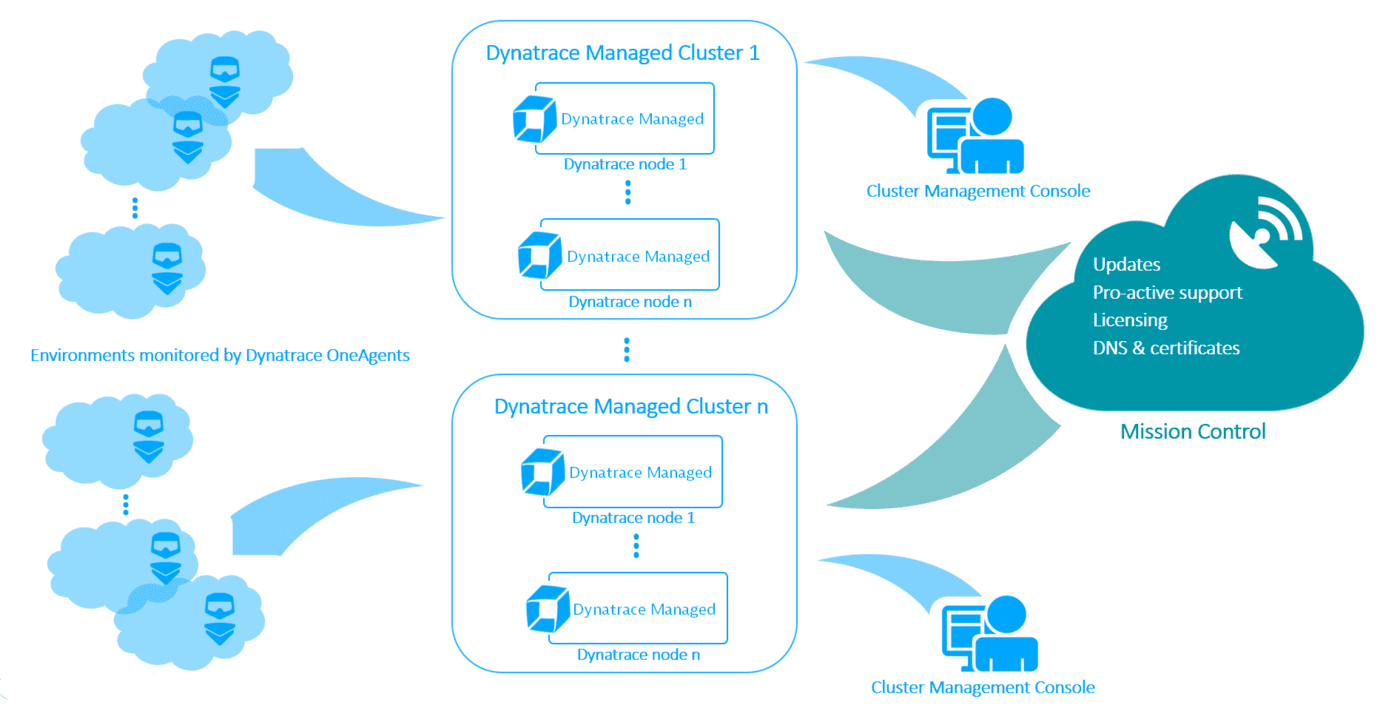 Dynatrace Managed Cluster 1
Dynatrace Managed
Dynatrace node 1
Dynatrace Managed
Dynatrace node n
Cluster Management Console
Updates
Pro-active support
Licensing
DNS & certificates
Mission Control
Environments monitored by Dynatrace OneAgents
Dynatrace Managed Cluster n
Dynatrace Managed
Dynatrace node 1
Dynatrace Managed
Dynatrace node n
Cluster Management Console